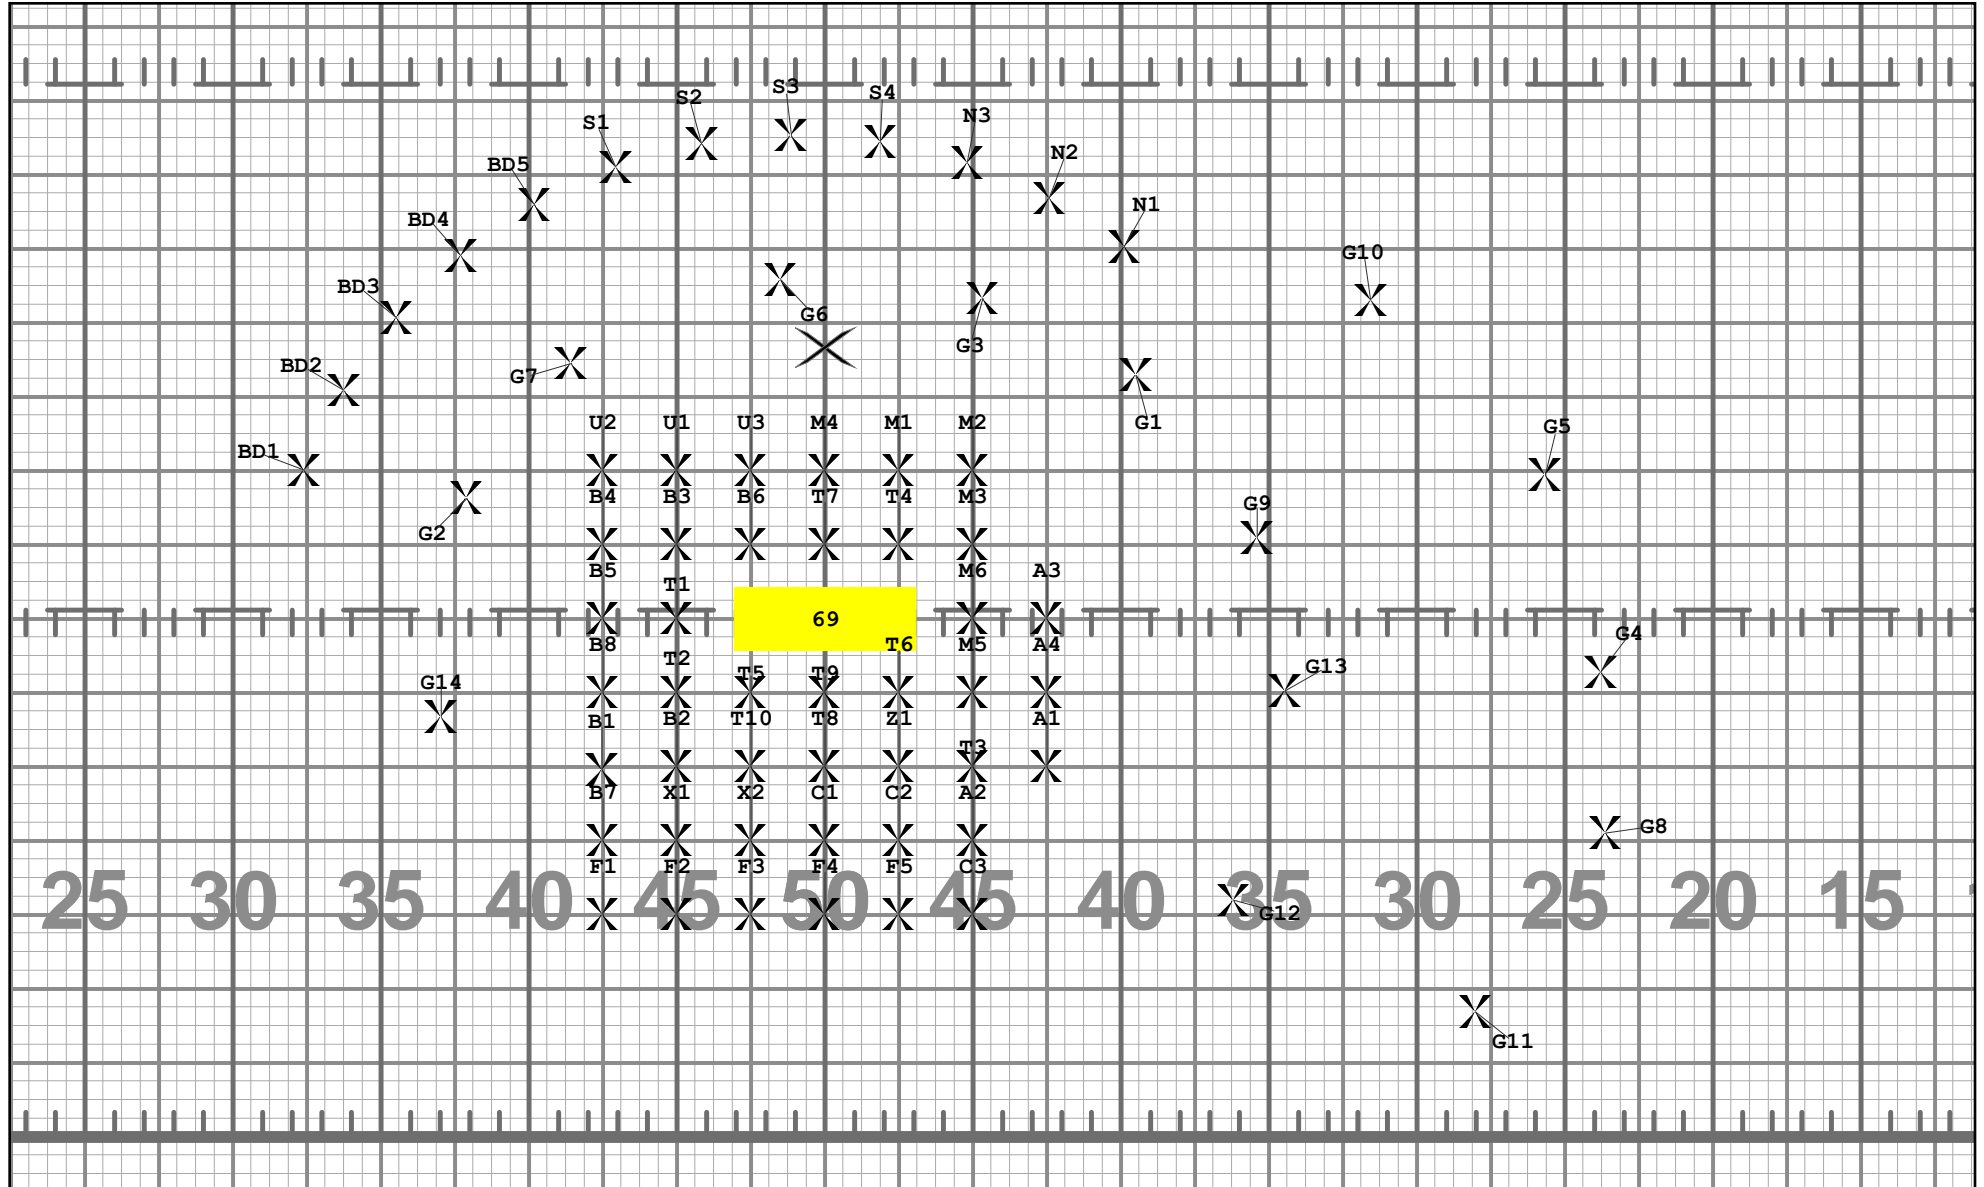 S3
S4
S2
N3
S1
N2
BD5
N1
BD4
G10
BD3
G6
G3
BD2
G7
U2 U1 U3 M4 M1 M2 G1
G5
BD1
B4 B3 B6 T7 T4 M3
G9
G2
B5 T1 M6 A3
69
G4
B8 T2 T6 M5 A4
G13
G14 T5 T9
B1 B2 T10 T8 Z1 A1
T3
B7 X1 X2 C1 C2 A2
G8
F1 F2 F3 F4 F5 C3
25 30 35 40 45 50 45 40 35 30 25 20 15
G12
G11